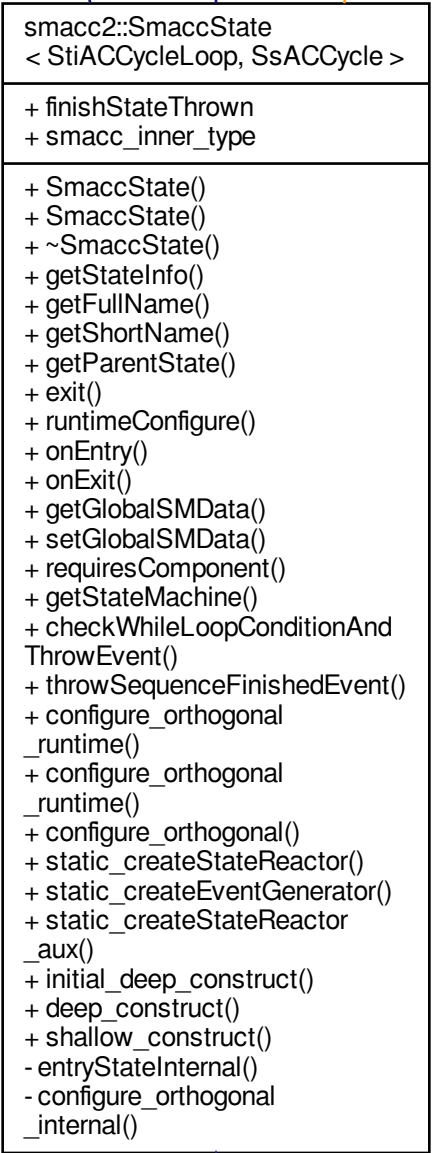 smacc2::SmaccState
< StiACCycleLoop, SsACCycle >
+ finishStateThrown
+ smacc_inner_type
+ SmaccState()
+ SmaccState()
+ ~SmaccState()
+ getStateInfo()
+ getFullName()
+ getShortName()
+ getParentState()
+ exit()
+ runtimeConfigure()
+ onEntry()
+ onExit()
+ getGlobalSMData()
+ setGlobalSMData()
+ requiresComponent()
+ getStateMachine()
+ checkWhileLoopConditionAnd
ThrowEvent()
+ throwSequenceFinishedEvent()
+ configure_orthogonal
_runtime()
+ configure_orthogonal
_runtime()
+ configure_orthogonal()
+ static_createStateReactor()
+ static_createEventGenerator()
+ static_createStateReactor
_aux()
+ initial_deep_construct()
+ deep_construct()
+ shallow_construct()
- entryStateInternal()
- configure_orthogonal
_internal()